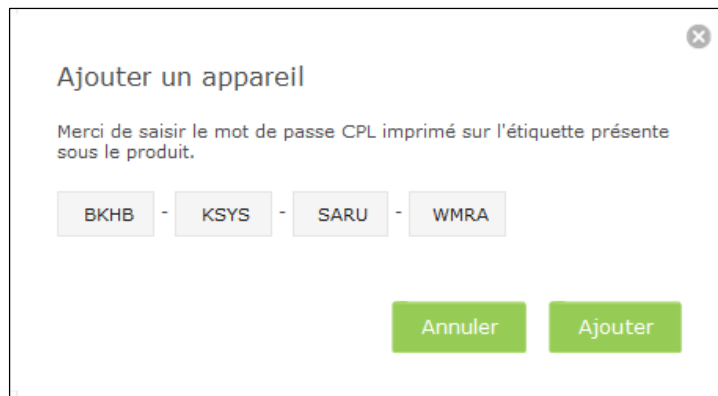 Ajouter un appareil
Merci de saisir le mot de passe CPL imprimé sur l'étiquette présente
sous le produit.
BKHB - KSYS - SARU - WMRA
Annuler Ajouter